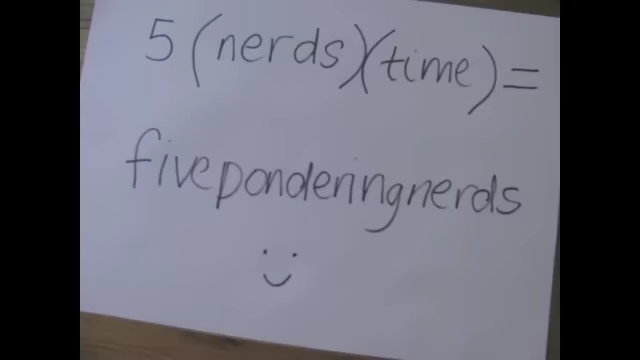 5 (nerds)(time) =
fiveponderingnerds